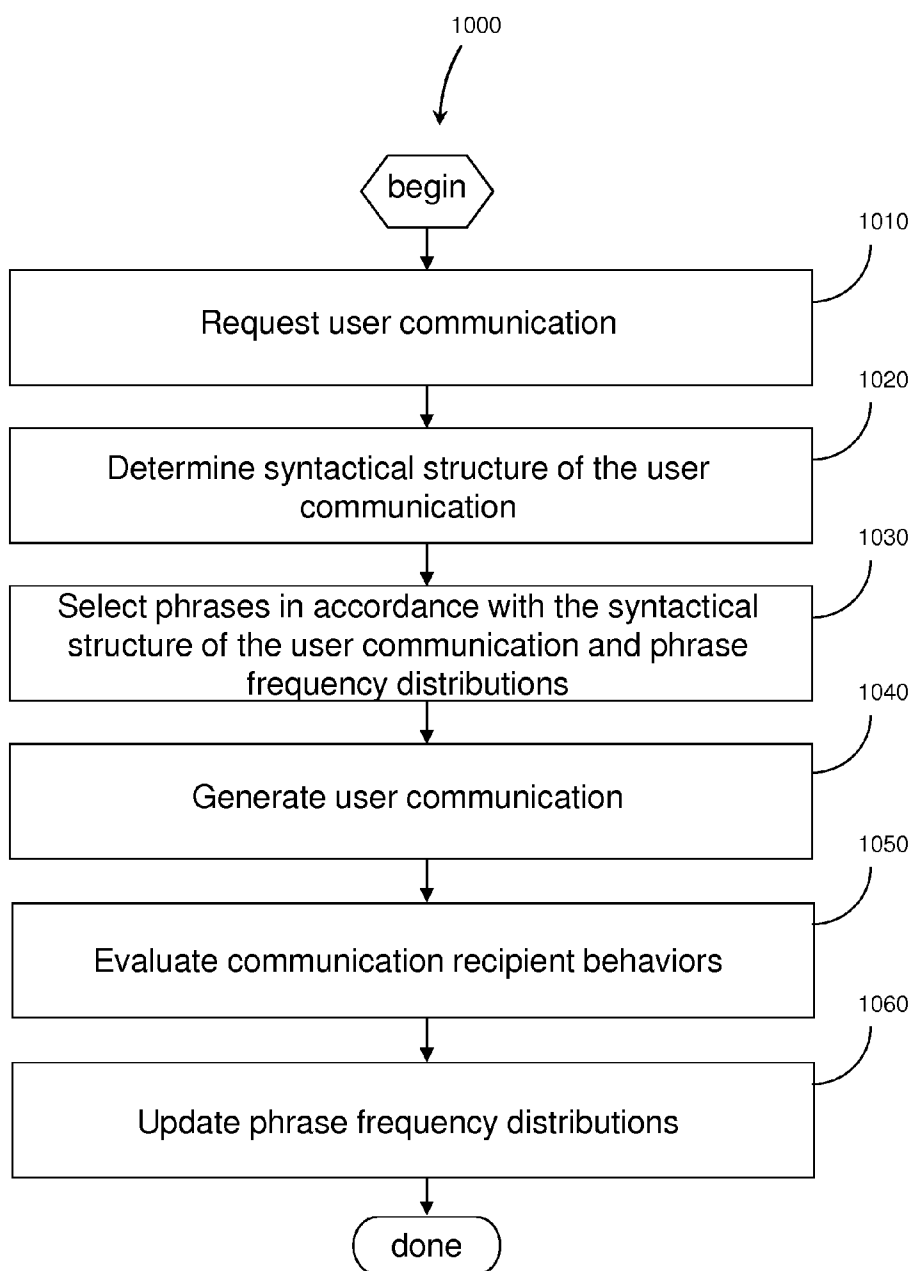 1000
begin
1010
Request user communication
1020
Determine syntactical structure of the user
communication
1030
Select phrases in accordance with the syntactical
structure of the user communication and phrase
frequency distributions
1040
Generate user communication
1050
Evaluate communication recipient behaviors
1060
Update phrase frequency distributions
done